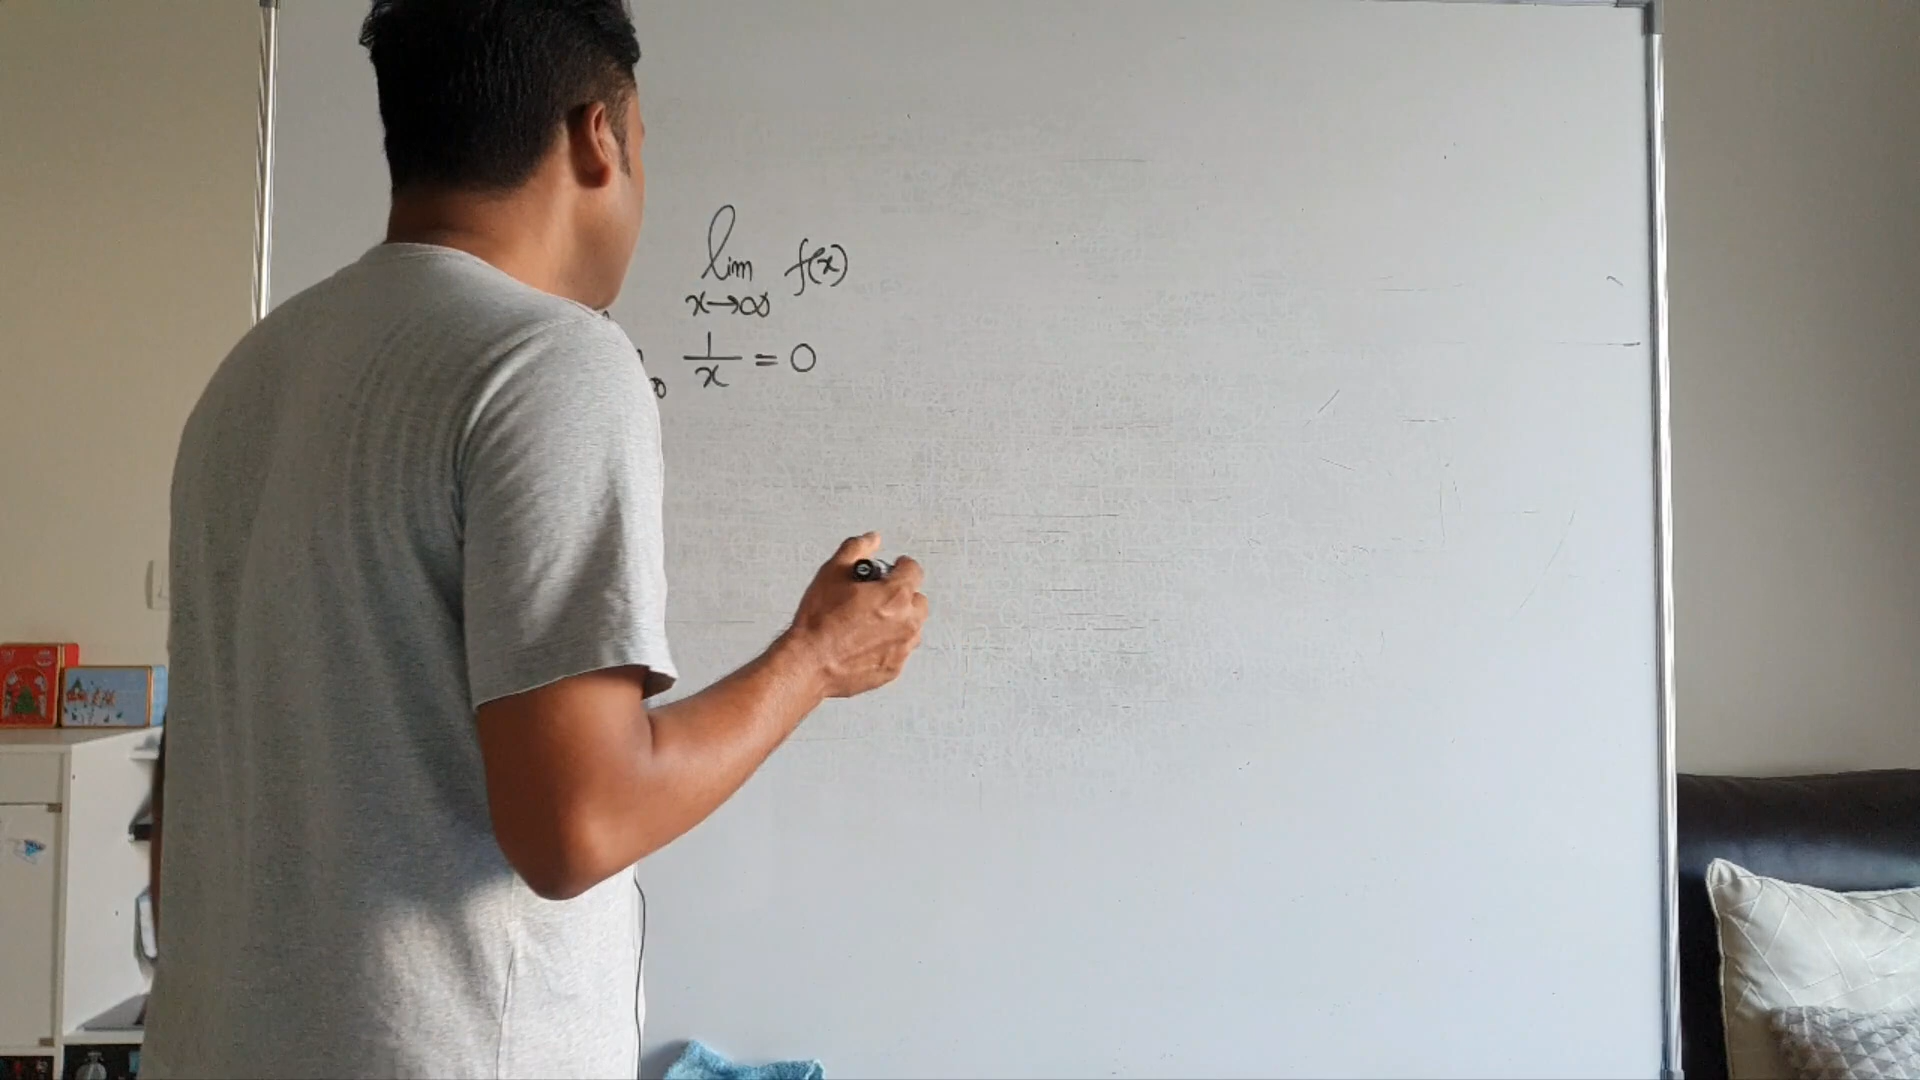 lim f(x)
x→∞
∞ 1/x = 0